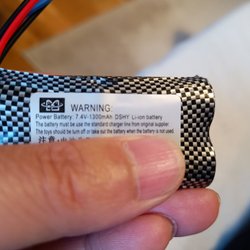 WARNING:
Power Battery: 7.4V-1300mAh DSHY Li-ion battery
The battery must be use the standard charger line from original supplier.
The toys should be turn off or take out the battery when the battery is not used.
注意: